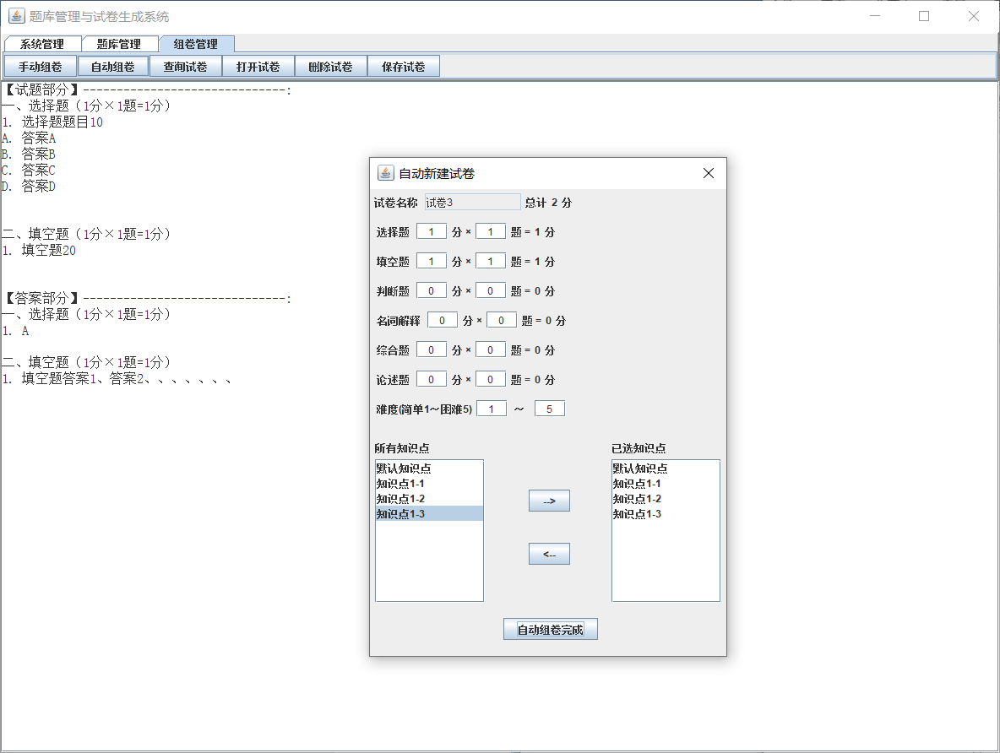 题库管理与试卷生成系统
系统管理 题库管理 组卷管理
手动组卷 自动组卷 查询试卷 打开试卷 删除试卷 保存试卷
【试题部分】------------------------------:
一、选择题（1分×1题=1分）
1. 选择题题目10
A. 答案A
B. 答案B
C. 答案C
D. 答案D
二、填空题（1分×1题=1分）
1. 填空题20
【答案部分】------------------------------:
一、选择题（1分×1题=1分）
1. A
二、填空题（1分×1题=1分）
1. 填空题答案1、答案2、、、、、、、
自动新建试卷
试卷名称 试卷3 总计 2 分
选择题 1 分 × 1 题 = 1 分
填空题 1 分 × 1 题 = 1 分
判断题 0 分 × 0 题 = 0 分
名词解释 0 分 × 0 题 = 0 分
综合题 0 分 × 0 题 = 0 分
论述题 0 分 × 0 题 = 0 分
难度(简单1～困难5) 1 ～ 5
所有知识点
默认知识点
知识点1-1
知识点1-2
知识点1-3
-->
<--
已选知识点
默认知识点
知识点1-1
知识点1-2
知识点1-3
自动组卷完成